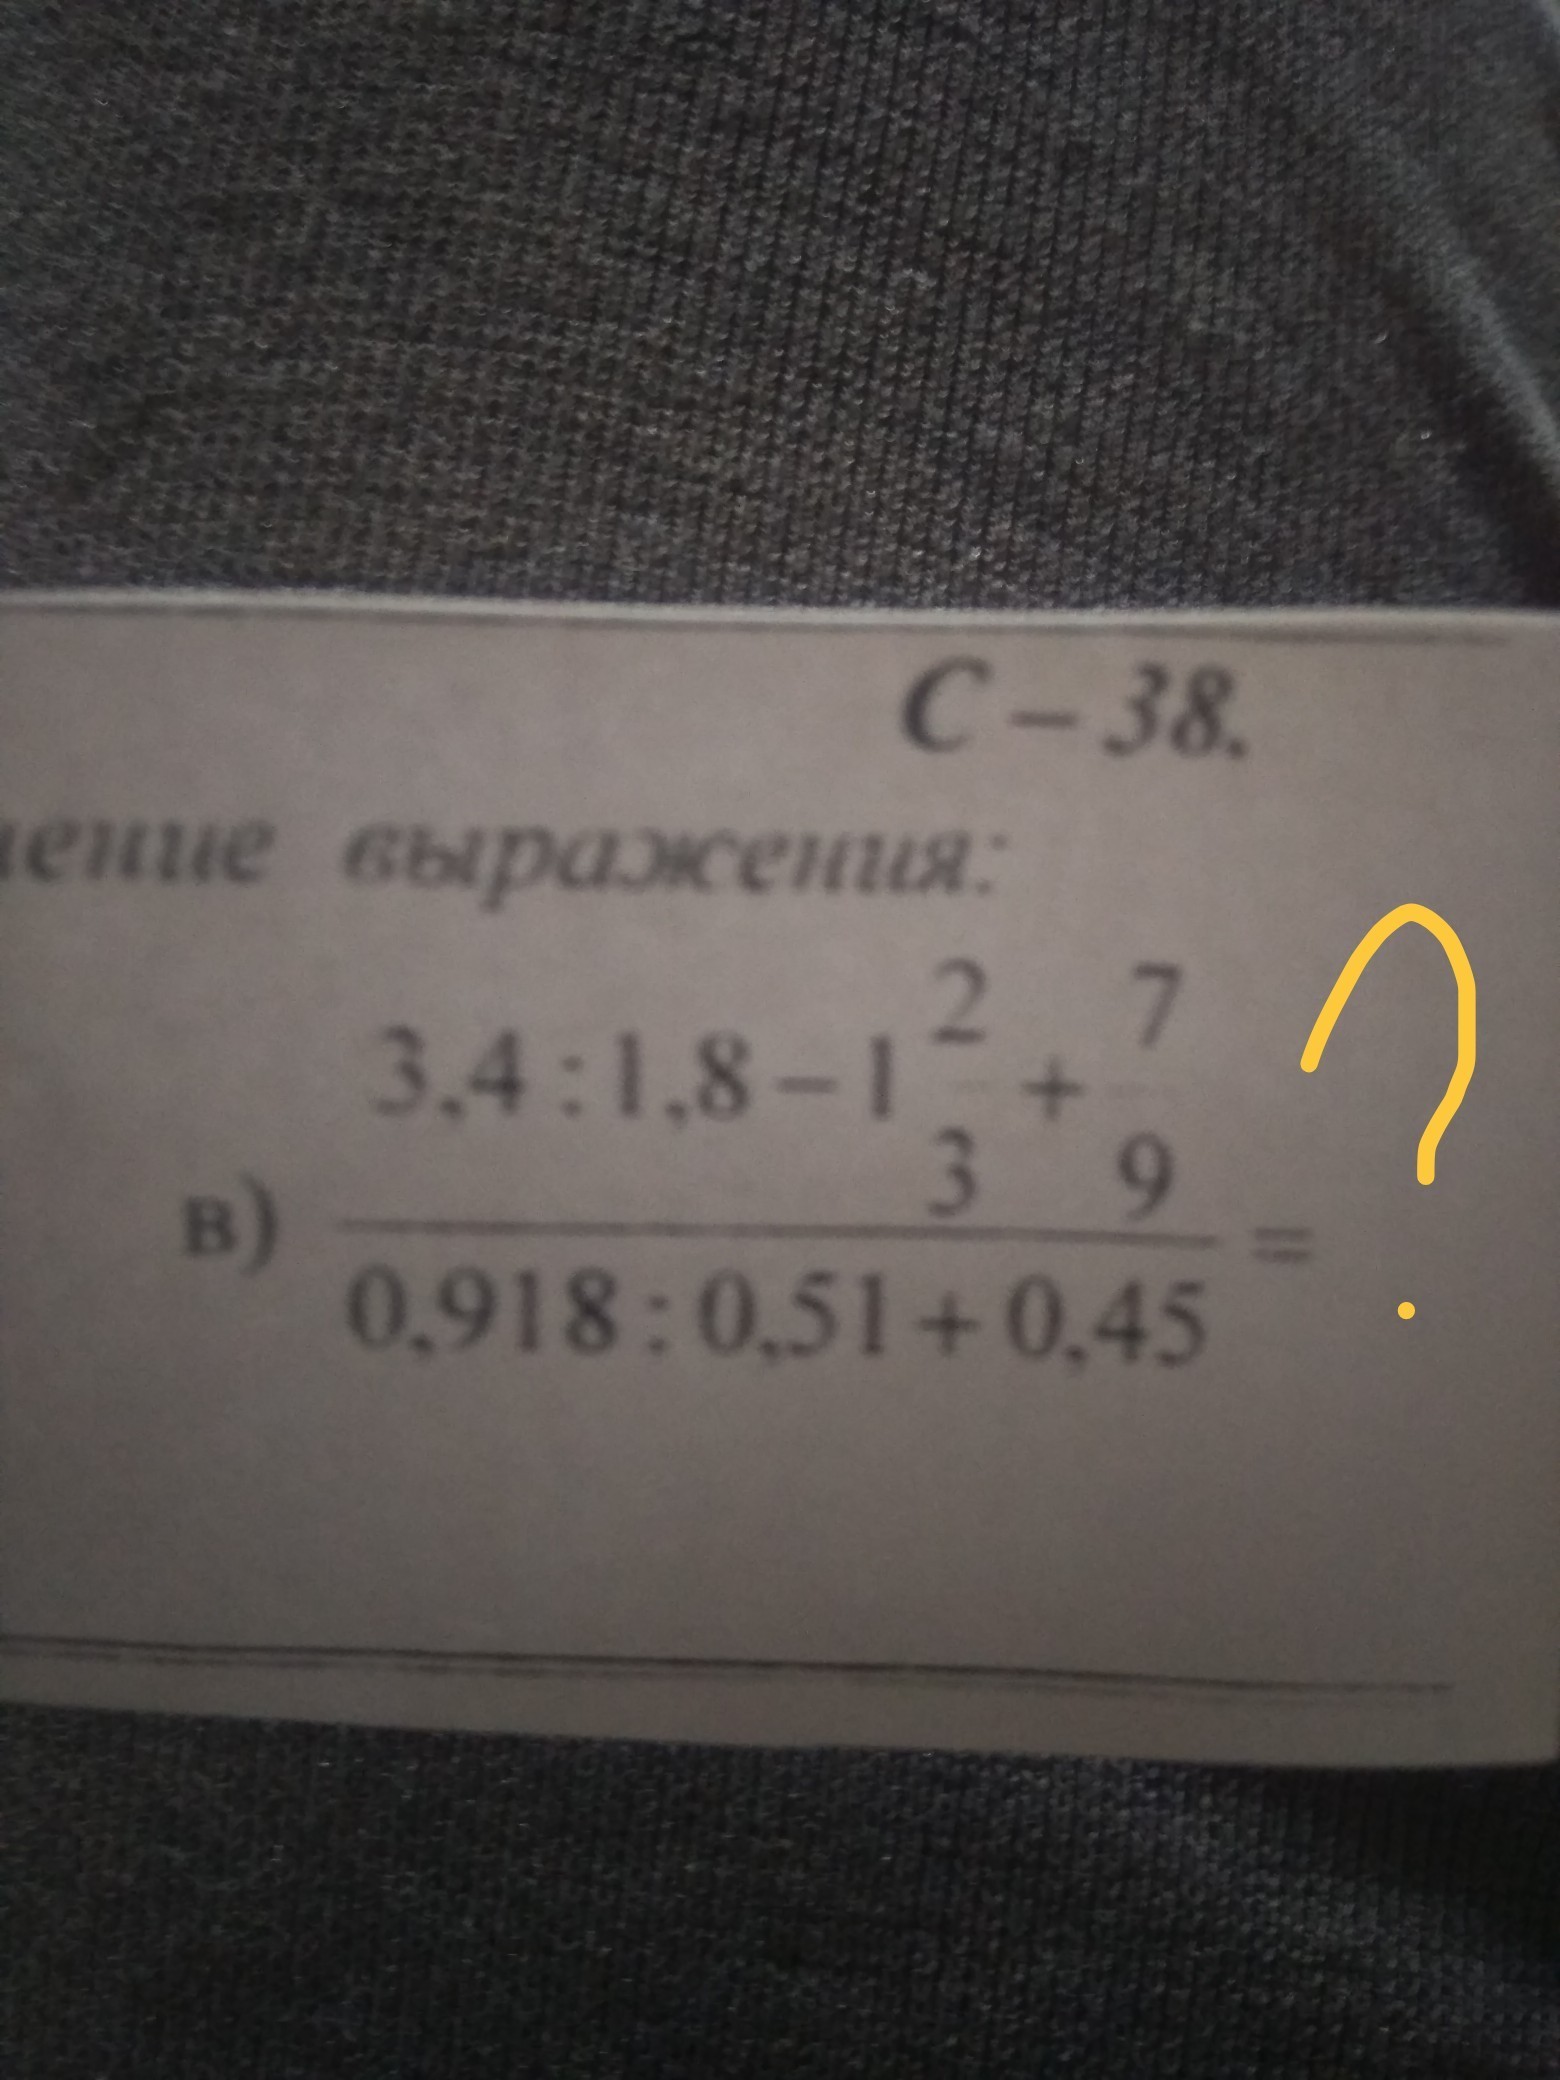 С – 38.
выражения:
3,4 : 1,8 – 1 2/3 + 7/9
в)
=
0,918 : 0,51 + 0,45
?